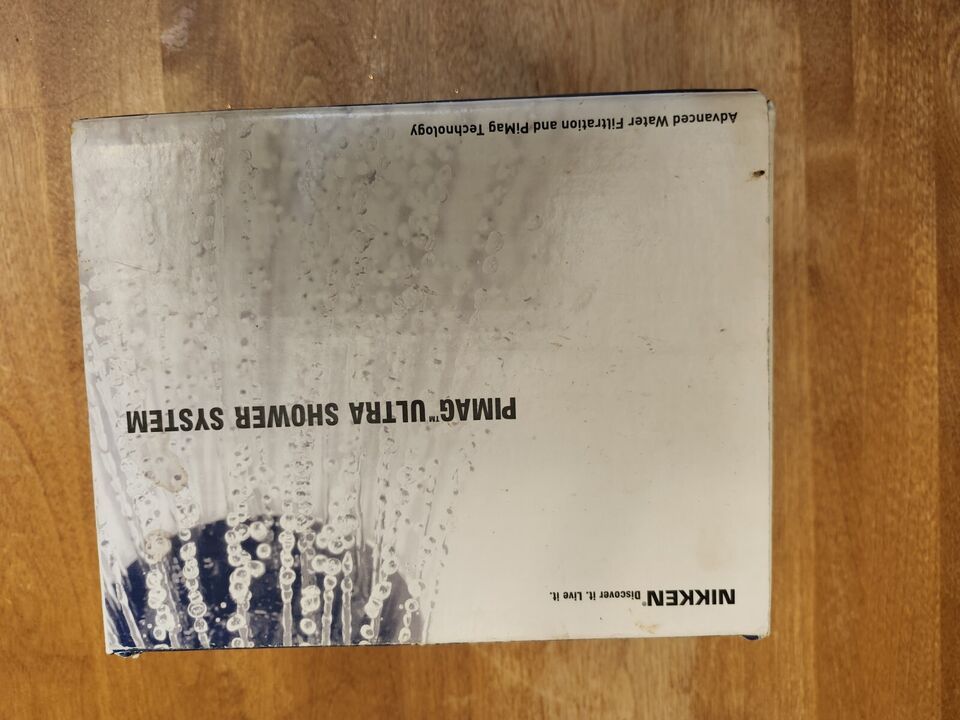 NIKKEN® Discover it. Live it.
PIMAG™ULTRA SHOWER SYSTEM
Advanced Water Filtration and PiMag Technology